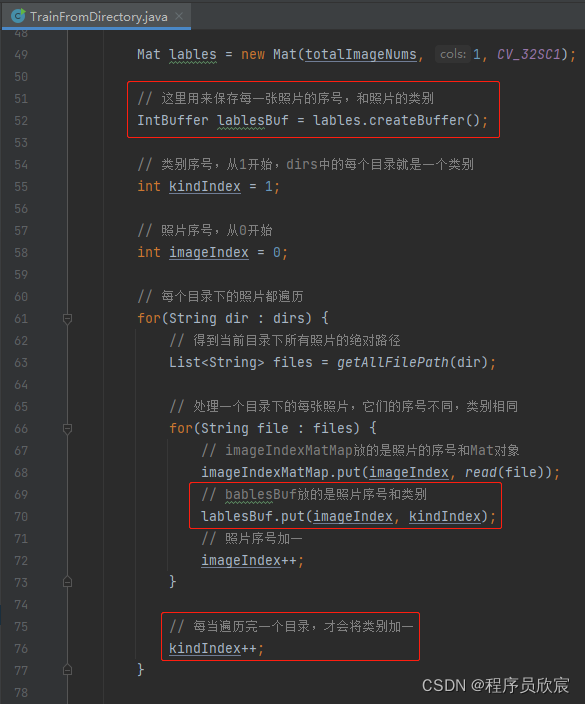 TrainFromDirectory.java ×
48
49 Mat lables = new Mat(totalImageNums, cols: 1, CV_32SC1);
50
51 // 这里用来保存每一张照片的序号，和照片的类别
52 IntBuffer lablesBuf = lables.createBuffer();
53
54 // 类别序号，从1开始，dirs中的每个目录就是一个类别
55 int kindIndex = 1;
56
57 // 照片序号，从0开始
58 int imageIndex = 0;
59
60 // 每个目录下的照片都遍历
61 for(String dir : dirs) {
62 // 得到当前目录下所有照片的绝对路径
63 List<String> files = getAllFilePath(dir);
64
65 // 处理一个目录下的每张照片，它们的序号不同，类别相同
66 for(String file : files) {
67 // imageIndexMatMap放的是照片的序号和Mat对象
68 imageIndexMatMap.put(imageIndex, read(file));
69 // bablesBuf放的是照片序号和类别
70 lablesBuf.put(imageIndex, kindIndex);
71 // 照片序号加一
72 imageIndex++;
73 }
74
75 // 每当遍历完一个目录，才会将类别加一
76 kindIndex++;
77 }
78
CSDN @程序员欣宸